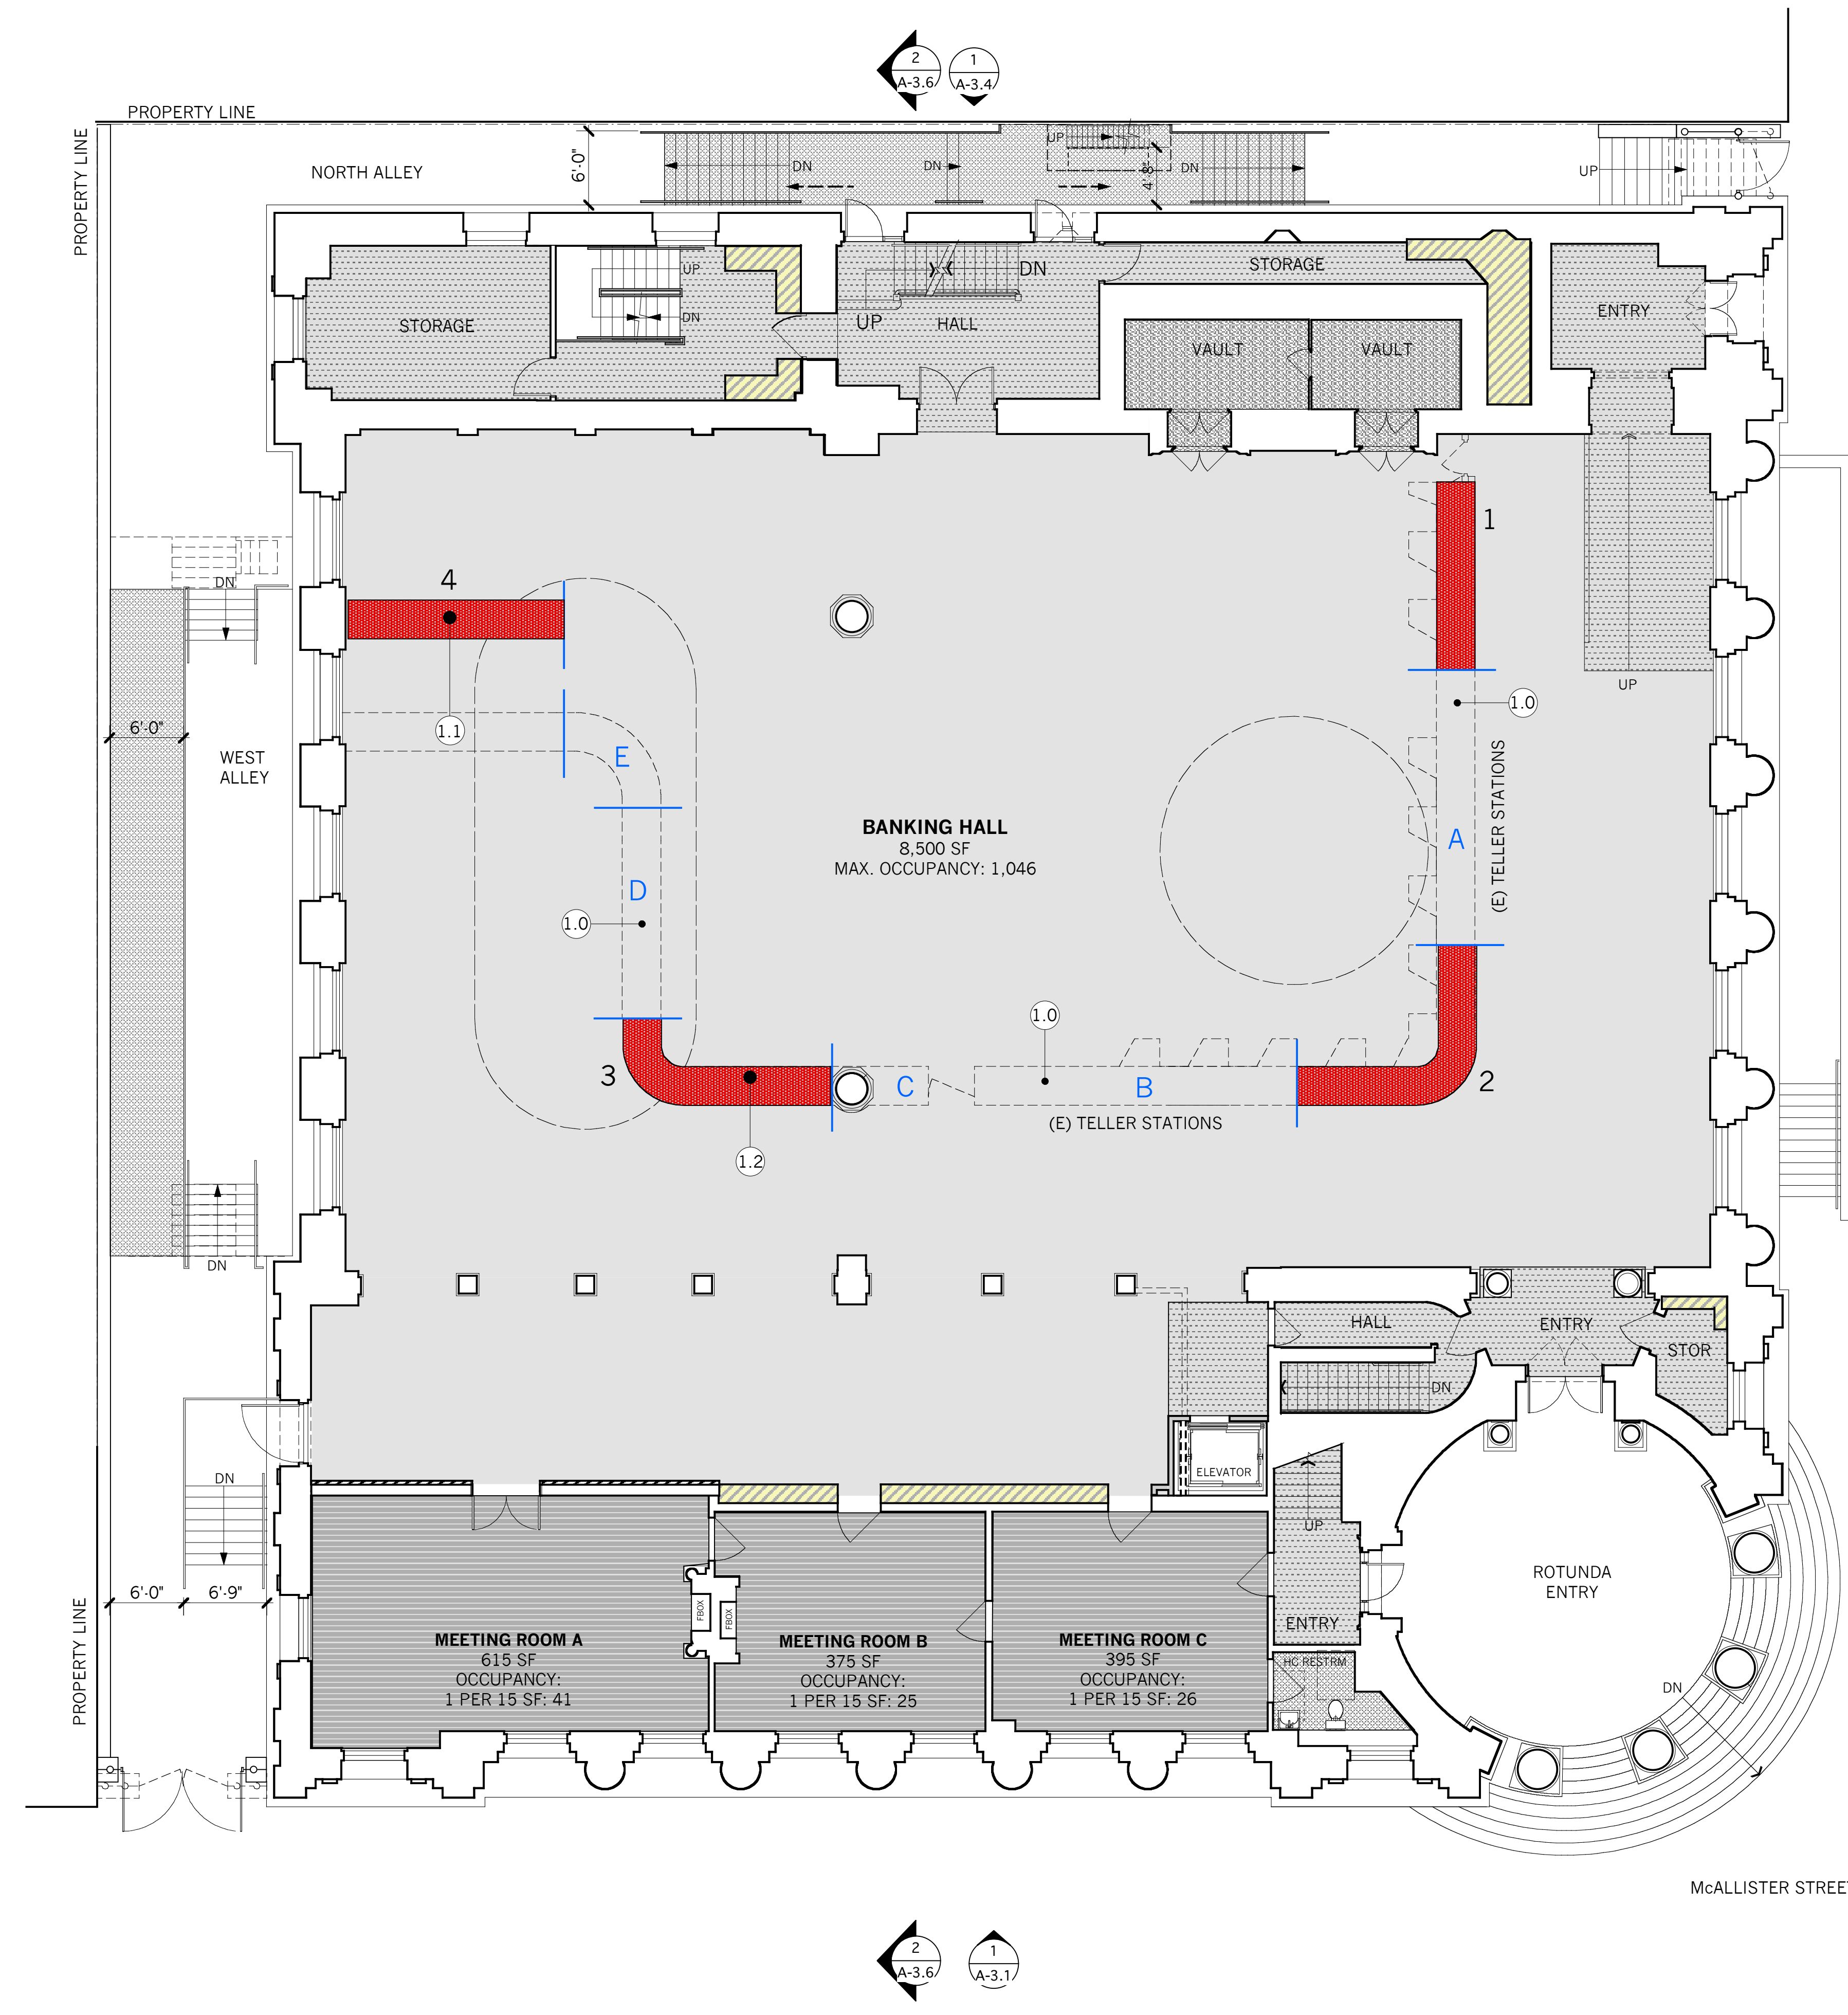 2
A-3.6
1
A-3.4
PROPERTY LINE
PROPERTY LINE
NORTH ALLEY
6'-0"
DN
DN
UP
4'-8"
DN
UP
STORAGE
UP
DN
UP
HALL
DN
STORAGE
VAULT
VAULT
ENTRY
UP
1
4
1.1
1.0
DN
6'-0"
WEST
ALLEY
E
D
1.0
BANKING HALL
8,500 SF
MAX. OCCUPANCY: 1,046
A
(E) TELLER STATIONS
3
1.2
1.0
C
B
2
(E) TELLER STATIONS
DN
HALL
ENTRY
STOR
DN
ELEVATOR
DN
UP
6'-0"
6'-9"
PROPERTY LINE
FBOX
FBOX
MEETING ROOM A
615 SF
OCCUPANCY:
1 PER 15 SF: 41
MEETING ROOM B
375 SF
OCCUPANCY:
1 PER 15 SF: 25
MEETING ROOM C
395 SF
OCCUPANCY:
1 PER 15 SF: 26
ENTRY
HC RESTRM
ROTUNDA
ENTRY
DN
McALLISTER STREET
2
A-3.6
1
A-3.1